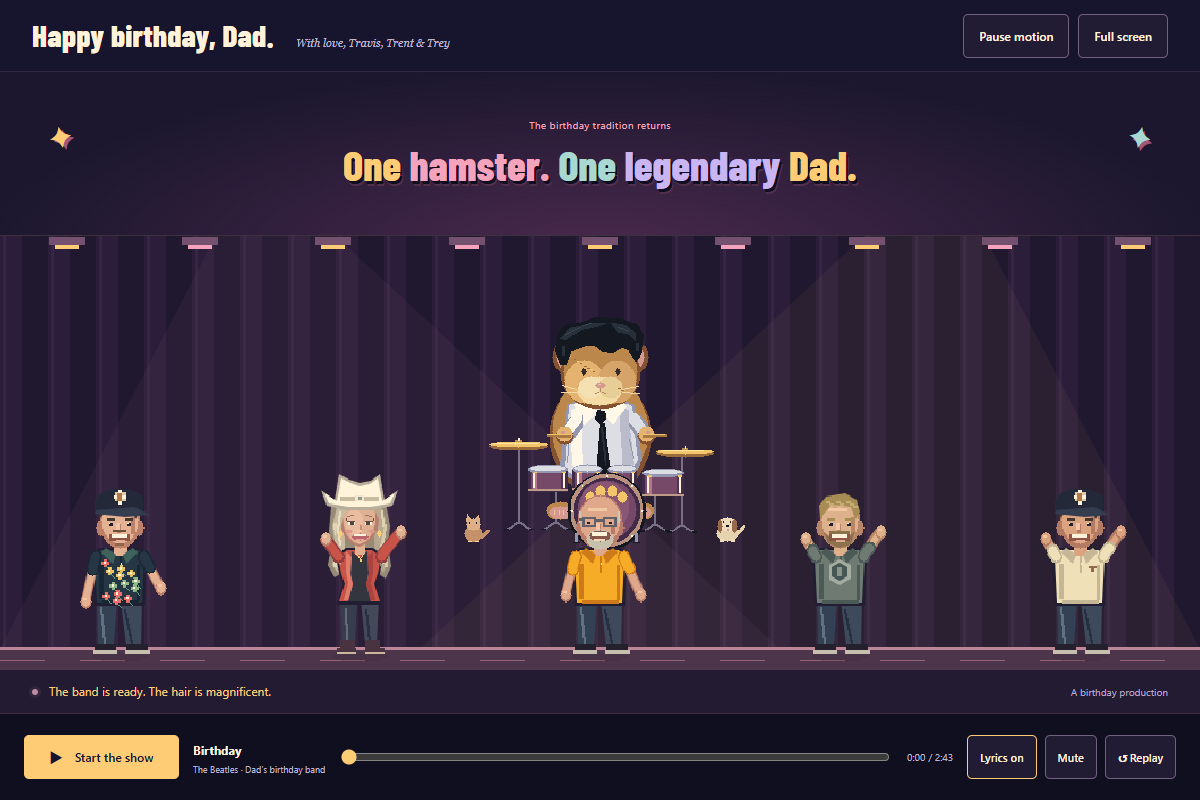 Happy birthday, Dad.
With love, Travis, Trent & Trey
Pause motion
Full screen
The birthday tradition returns
One hamster. One legendary Dad.
The band is ready. The hair is magnificent.
A birthday production
Start the show
Birthday
The Beatles · Dad's birthday band
0:00 / 2:43
Lyrics on
Mute
↺ Replay